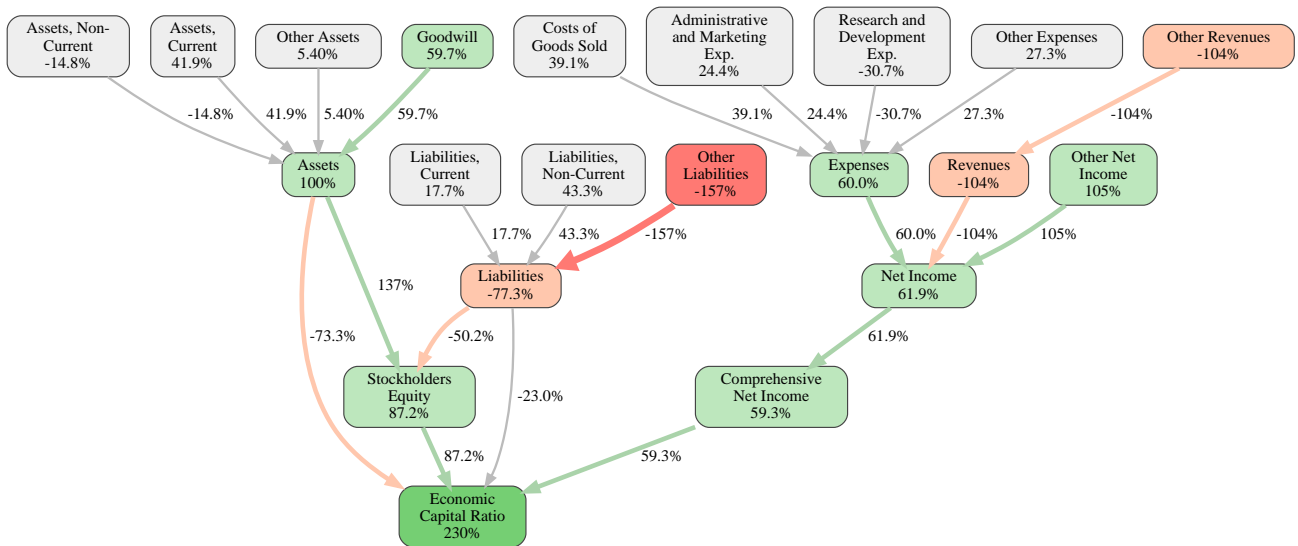 Assets, Non-
Current
-14.8%
Assets,
Current
41.9%
Other Assets
5.40%
Goodwill
59.7%
Costs of
Goods Sold
39.1%
Administrative
and Marketing
Exp.
24.4%
Research and
Development
Exp.
-30.7%
Other Expenses
27.3%
Other Revenues
-104%
-14.8%
41.9%
5.40%
59.7%
39.1%
24.4%
-30.7%
27.3%
-104%
Assets
100%
Liabilities,
Current
17.7%
Liabilities,
Non-Current
43.3%
Other
Liabilities
-157%
Expenses
60.0%
Revenues
-104%
Other Net
Income
105%
17.7%
43.3%
-157%
60.0%
-104%
105%
137%
Liabilities
-77.3%
Net Income
61.9%
-73.3%
-50.2%
61.9%
Stockholders
Equity
87.2%
-23.0%
Comprehensive
Net Income
59.3%
87.2%
59.3%
Economic
Capital Ratio
230%